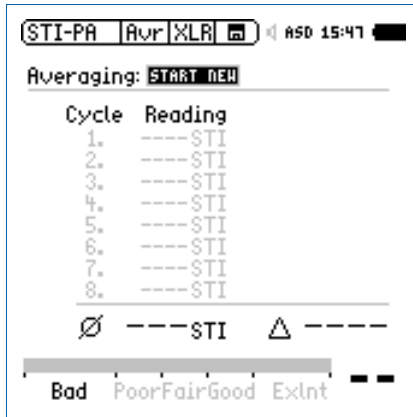 STI-PA Avr XLR ASD 15:47
Averaging: START NEW
Cycle Reading
1. ----STI
2. ----STI
3. ----STI
4. ----STI
5. ----STI
6. ----STI
7. ----STI
8. ----STI
Ø ---STI △ ----
Bad Poor Fair Good Exlnt --